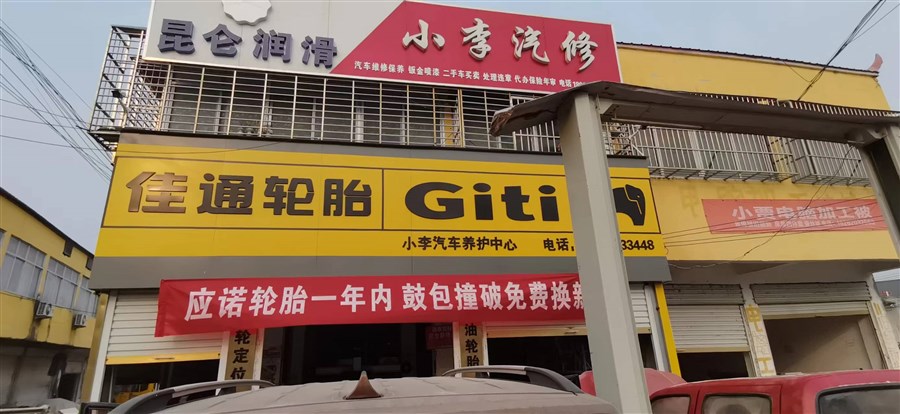 昆仑润滑
小李汽修
汽车维修保养 钣金喷漆 二手车买卖 处理违章 代办保险年审 电话
佳通轮胎 Giti
小李汽车养护中心 电话 33448
应诺轮胎一年内 鼓包撞破免费换新
轮定位
油轮胎
加工被